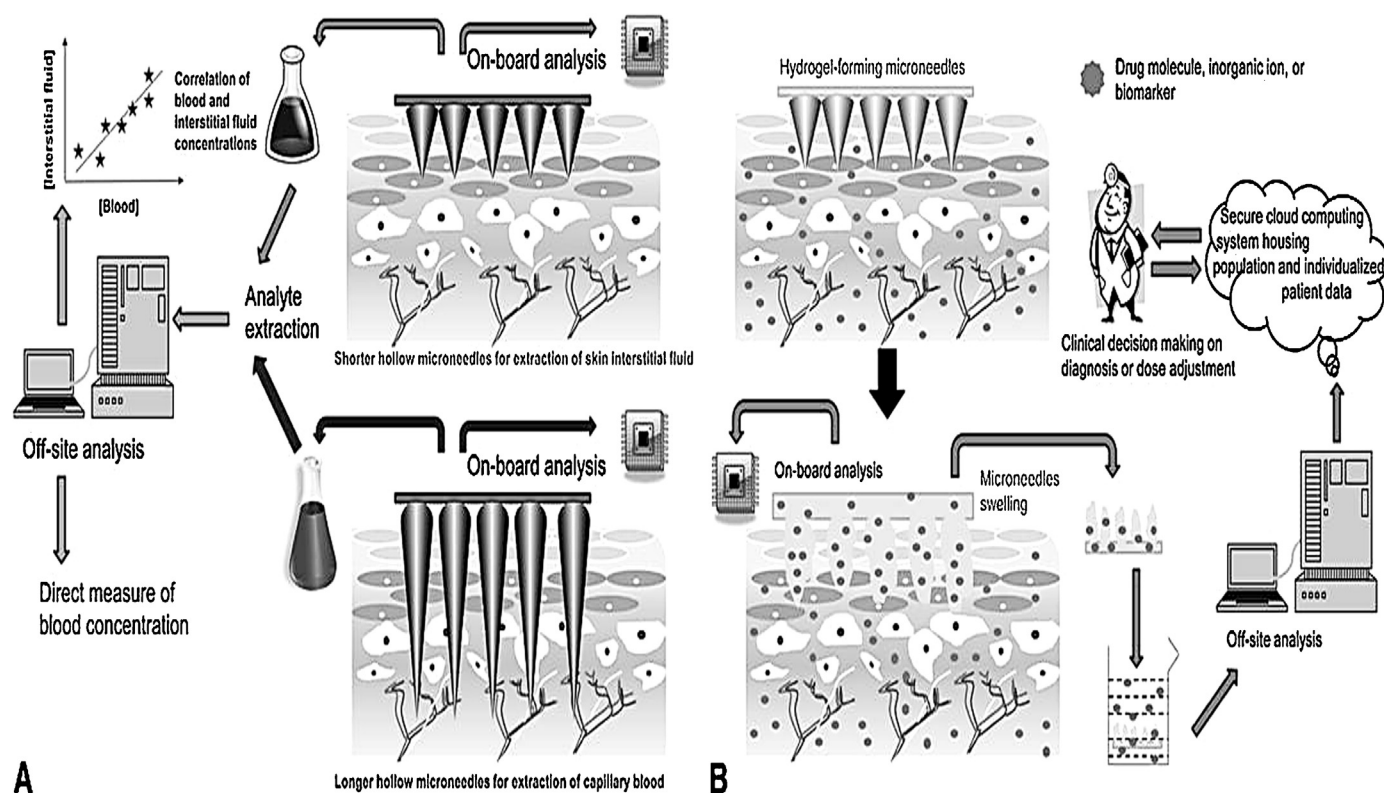 [Interstitial fluid]
[Blood]
Correlation of
blood and
interstitial fluid
concentrations
On-board analysis
Shorter hollow microneedles for extraction of skin interstitial fluid
Analyte
extraction
Off-site analysis
Direct measure of
blood concentration
On-board analysis
Longer hollow microneedles for extraction of capillary blood
A
Hydrogel-forming microneedles
Drug molecule, inorganic ion, or
biomarker
Secure cloud computing
system housing
population and individualized
patient data
Clinical decision making on
diagnosis or dose adjustment
On-board analysis
Microneedles
swelling
Off-site analysis
B